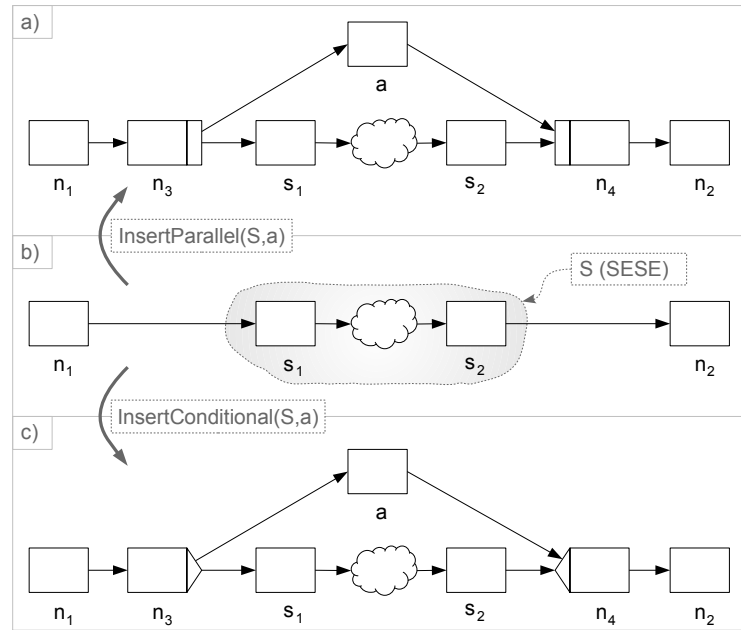 a)
a
n1 n3 s1 s2 n4 n2
InsertParallel(S,a)
b)
S (SESE)
n1 s1 s2 n2
InsertConditional(S,a)
c)
a
n1 n3 s1 s2 n4 n2